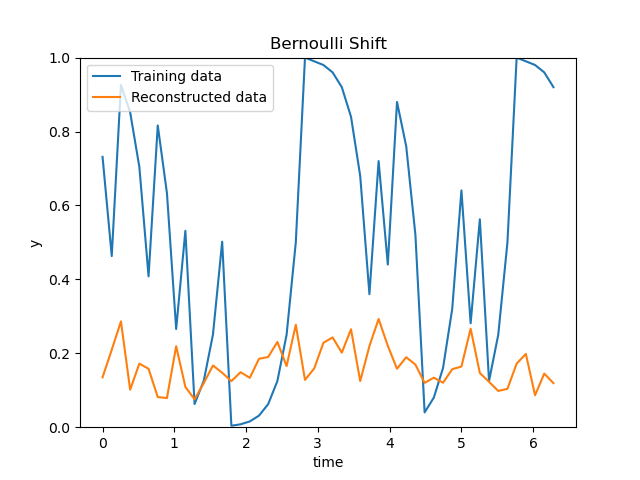 Bernoulli Shift
Training data
Reconstructed data
y
1.0
0.8
0.6
0.4
0.2
0.0
0 1 2 3 4 5 6
time